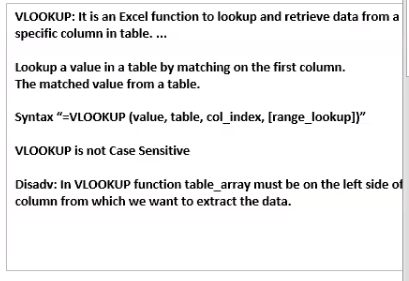 VLOOKUP: It is an Excel function to lookup and retrieve data from a
specific column in table. ...
Lookup a value in a table by matching on the first column.
The matched value from a table.
Syntax “=VLOOKUP (value, table, col_index, [range_lookup])”
VLOOKUP is not Case Sensitive
Disadv: In VLOOKUP function table_array must be on the left side of
column from which we want to extract the data.